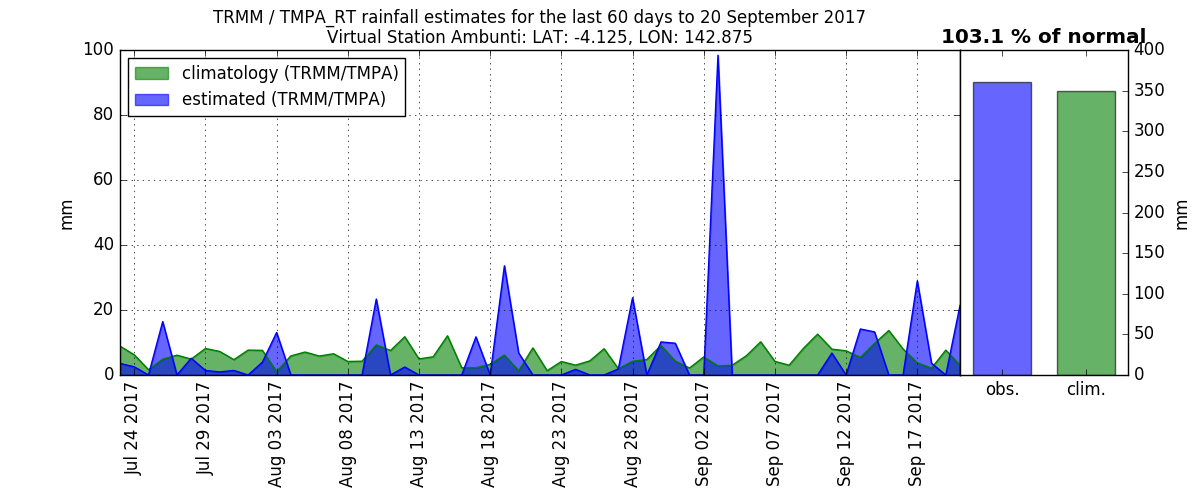 TRMM / TMPA_RT rainfall estimates for the last 60 days to 20 September 2017
Virtual Station Ambunti: LAT: -4.125, LON: 142.875
103.1 % of normal
climatology (TRMM/TMPA)
estimated (TRMM/TMPA)
mm
100
80
60
40
20
0
Jul 24 2017
Jul 29 2017
Aug 03 2017
Aug 08 2017
Aug 13 2017
Aug 18 2017
Aug 23 2017
Aug 28 2017
Sep 02 2017
Sep 07 2017
Sep 12 2017
Sep 17 2017
400
350
300
250
200
150
100
50
0
mm
obs.
clim.